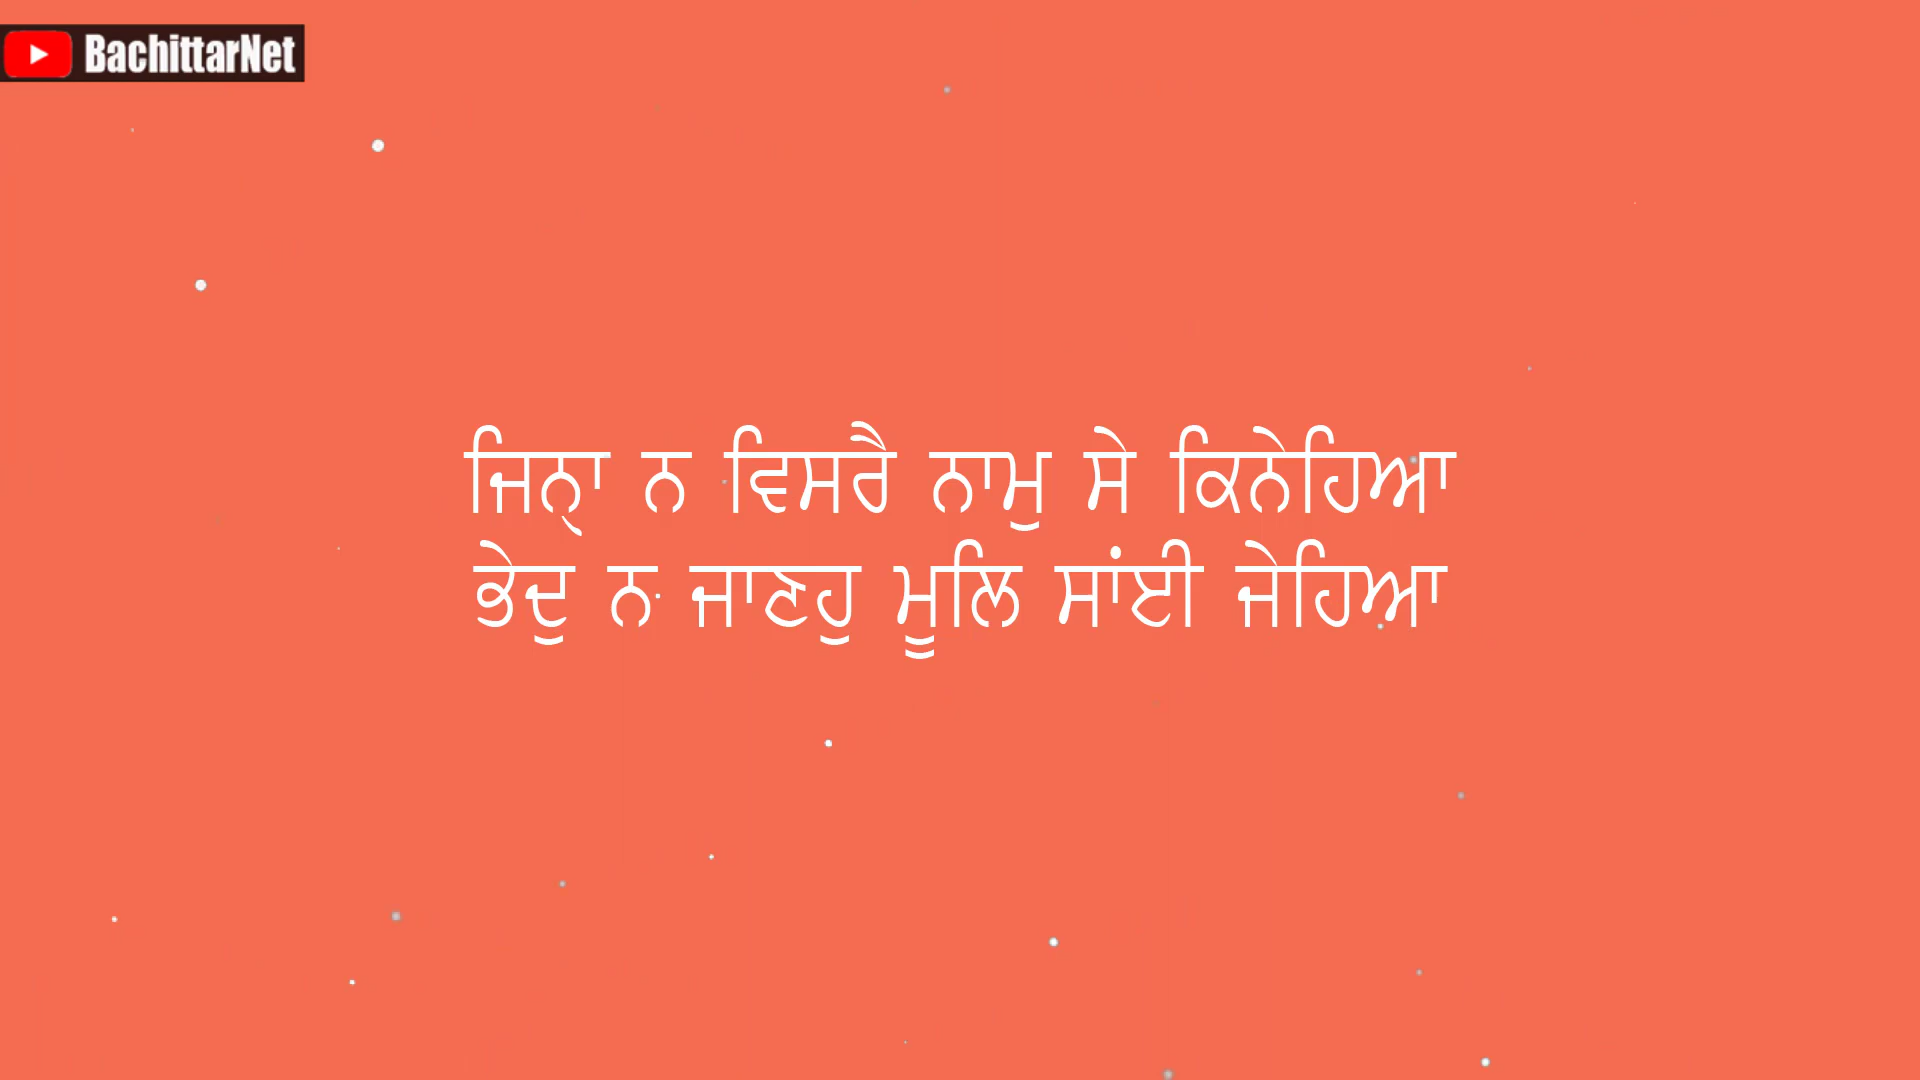 BachittarNet
ਜਿਨ੍ਹਾ ਨ ਵਿਸਰੈ ਨਾਮੁ ਸੇ ਕਿਨੇਹਿਆ
ਭੇਦੁ ਨ ਜਾਣਹੁ ਮੂਲਿ ਸਾਂਈ ਜੇਹਿਆ